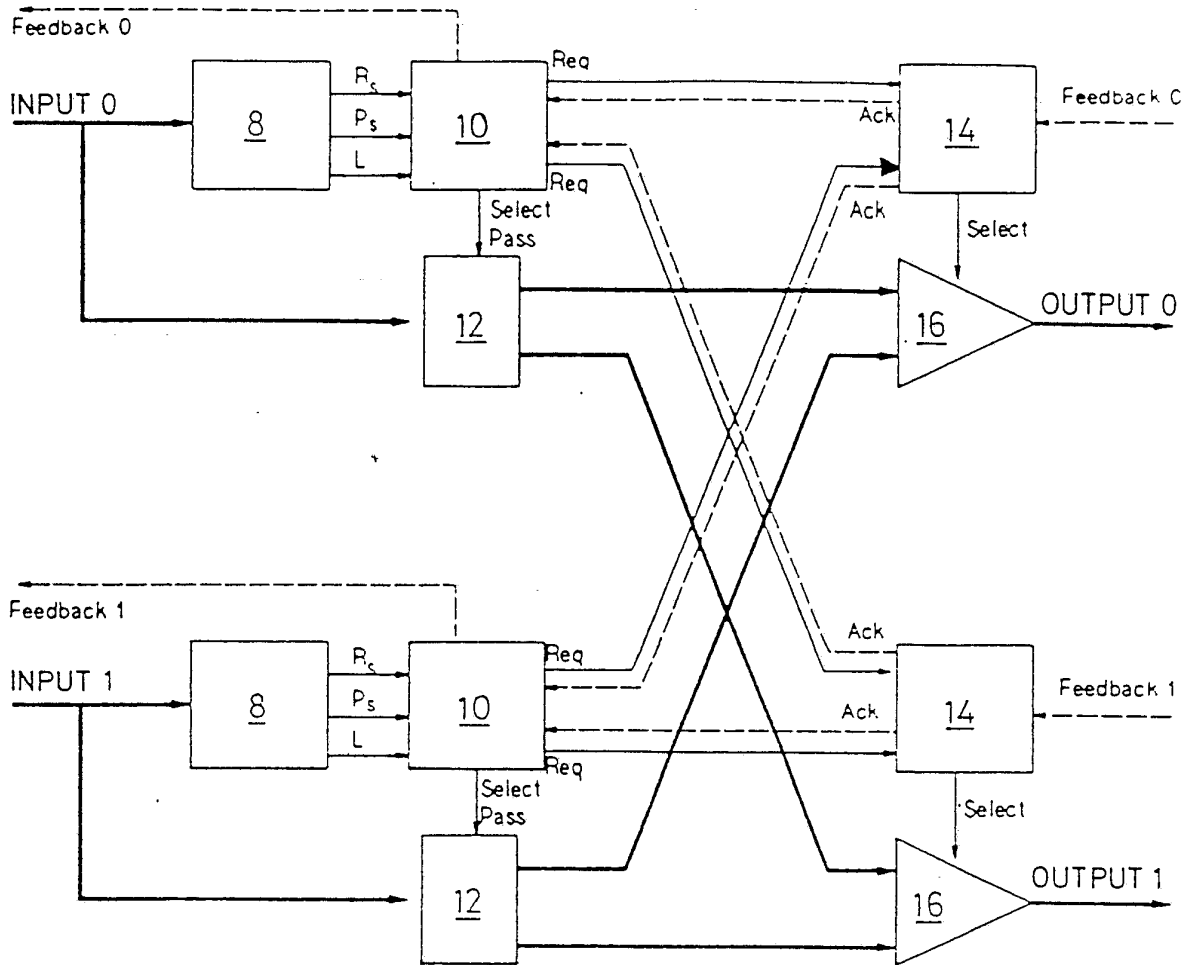 Feedback 0
Req
INPUT 0
8
Rs
Ps
L
10
Ack
14
Feedback C
Req
Ack
Select
Pass
Select
12
16
OUTPUT 0
Feedback 1
INPUT 1
8
Rs
Ps
L
10
Req
Ack
14
Feedback 1
Ack
Req
Select
Pass
Select
12
16
OUTPUT 1